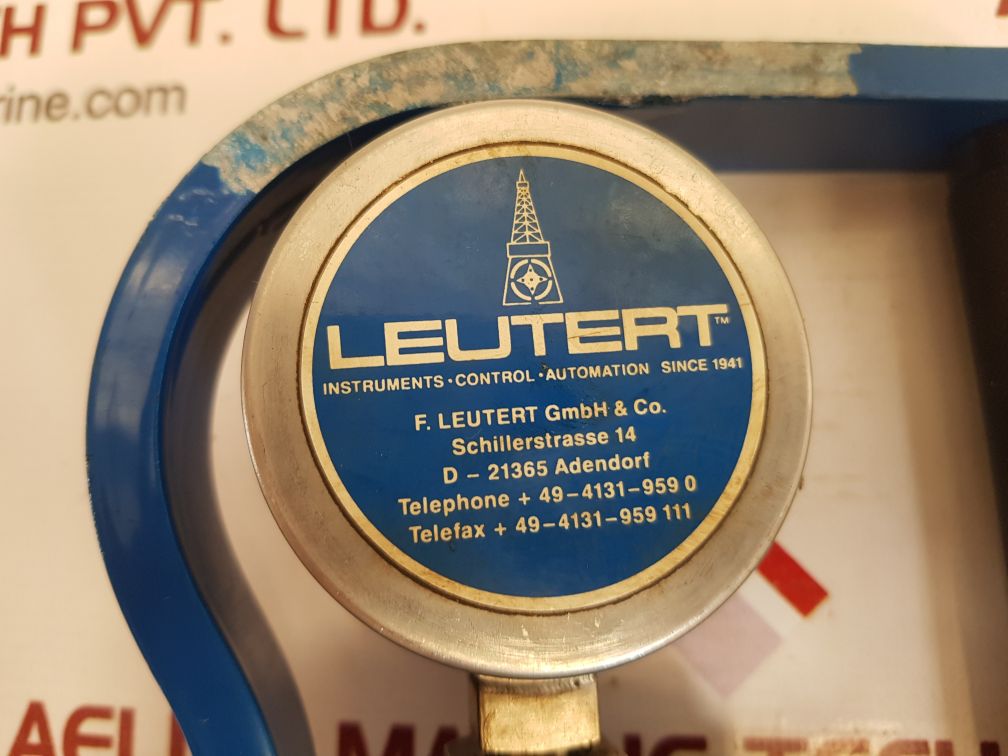 H PVT. LTD.
rine.com
LEUTERT™
INSTRUMENTS · CONTROL · AUTOMATION SINCE 1941
F. LEUTERT GmbH & Co.
Schillerstrasse 14
D – 21365 Adendorf
Telephone + 49–4131–959 0
Telefax + 49–4131–959 111